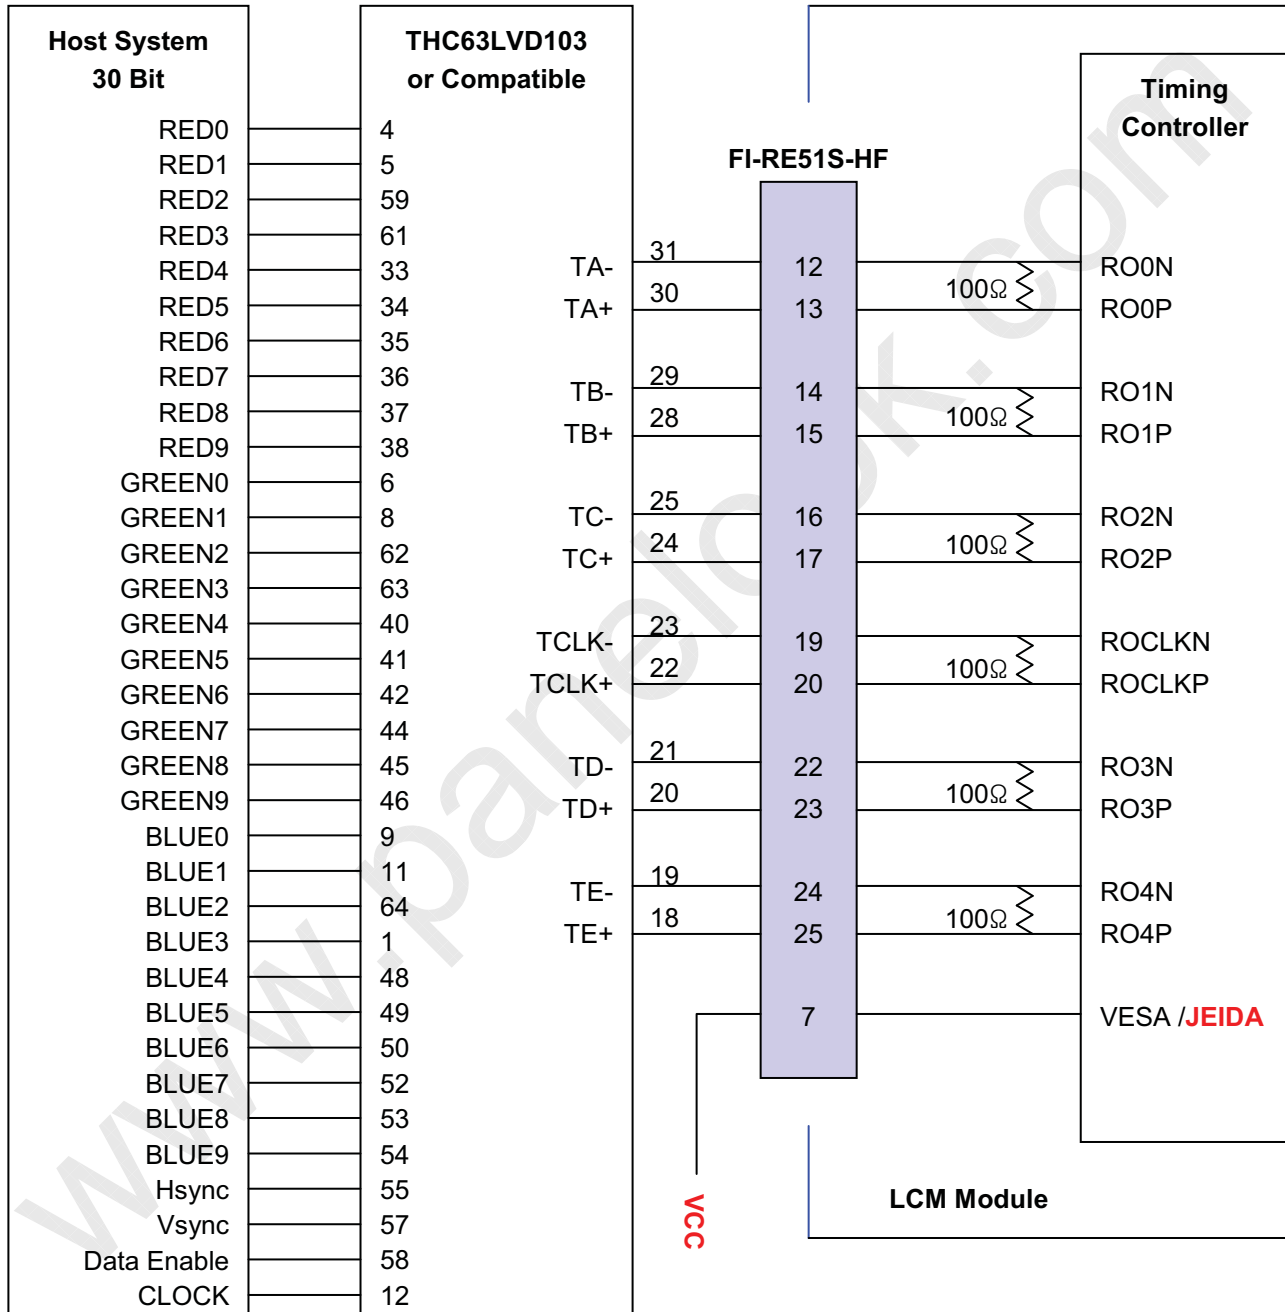 Host System
30 Bit
RED0
RED1
RED2
RED3
RED4
RED5
RED6
RED7
RED8
RED9
GREEN0
GREEN1
GREEN2
GREEN3
GREEN4
GREEN5
GREEN6
GREEN7
GREEN8
GREEN9
BLUE0
BLUE1
BLUE2
BLUE3
BLUE4
BLUE5
BLUE6
BLUE7
BLUE8
BLUE9
Hsync
Vsync
Data Enable
CLOCK
THC63LVD103
or Compatible
4
5
59
61
33
34
35
36
37
38
6
8
62
63
40
41
42
44
45
46
9
11
64
1
48
49
50
52
53
54
55
57
58
12
TA- 31
TA+ 30
TB- 29
TB+ 28
TC- 25
TC+ 24
TCLK- 23
TCLK+ 22
TD- 21
TD+ 20
TE- 19
TE+ 18
VCC
FI-RE51S-HF
12
13
14
15
16
17
19
20
22
23
24
25
7
100Ω
100Ω
100Ω
100Ω
100Ω
100Ω
Timing
Controller
RO0N
RO0P
RO1N
RO1P
RO2N
RO2P
ROCLKN
ROCLKP
RO3N
RO3P
RO4N
RO4P
VESA /JEIDA
LCM Module
www.panelook.com